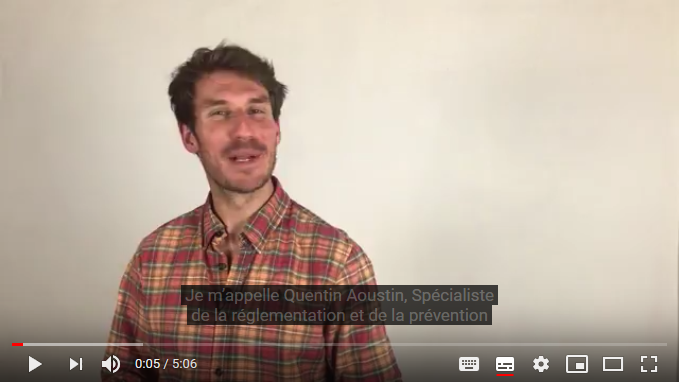 Je m'appelle Quentin Aoustin, Spécialiste
de la réglementation et de la prévention
0:05 / 5:06